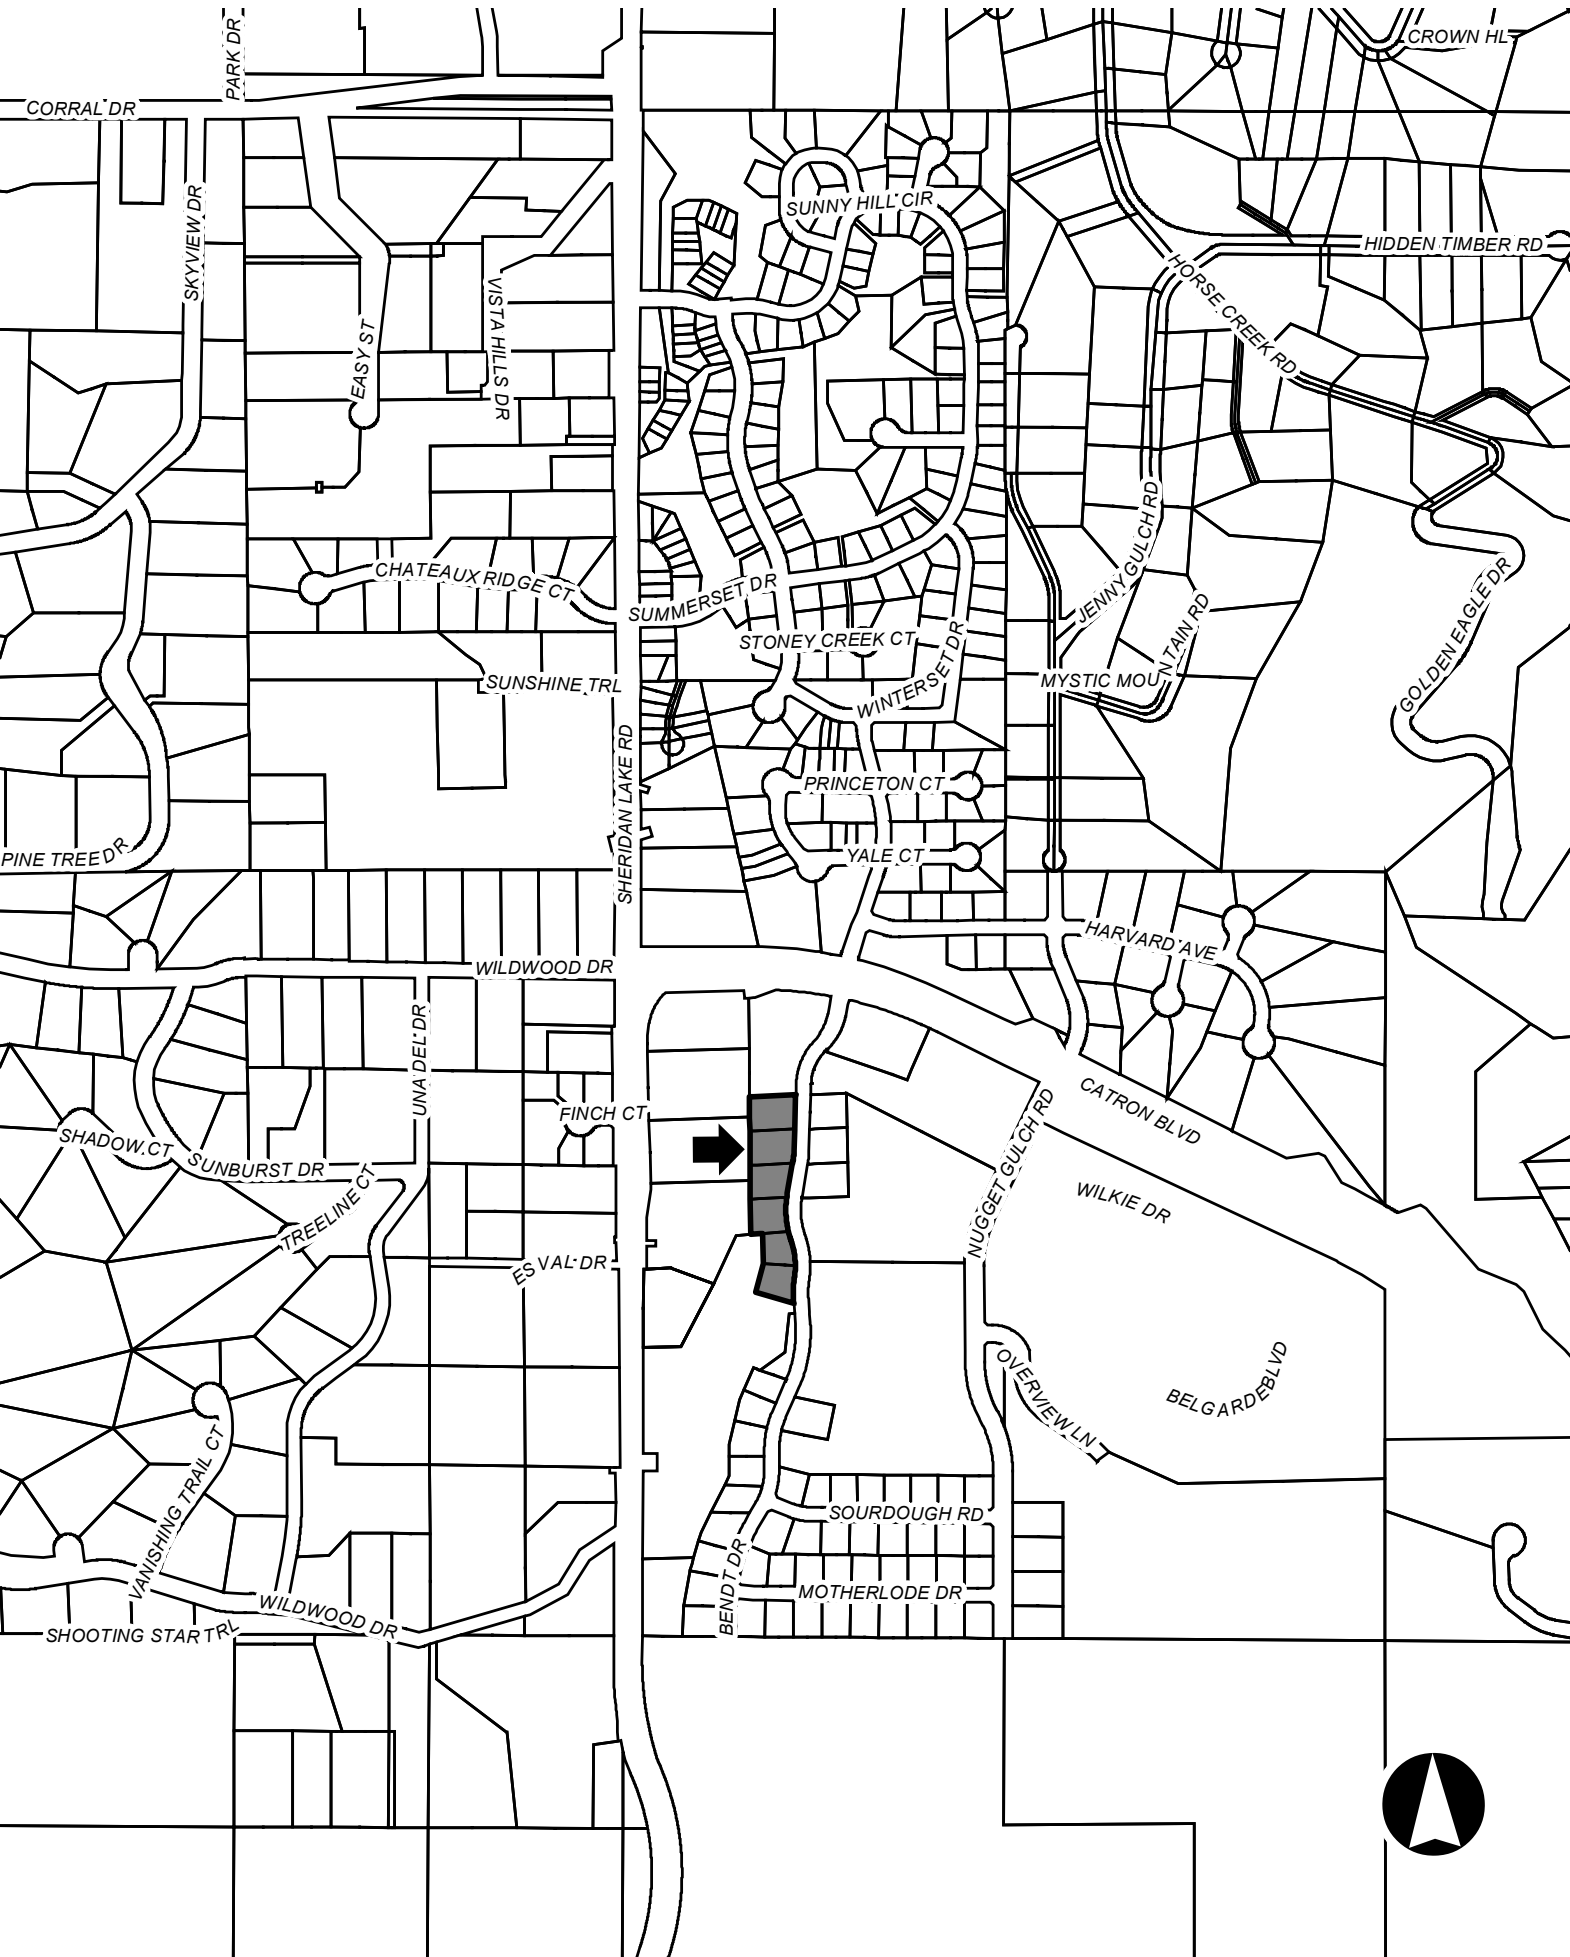 PARK DR
CROWN HL
CORRAL DR
SKYVIEW DR
SUNNY HILL CIR
HIDDEN TIMBER RD
HORSE CREEK RD
VISTA HILLS DR
EASY ST
JENNY GULCH RD
CHATEAUX RIDGE CT
SUMMERSET DR
STONEY CREEK CT
GOLDEN EAGLE DR
MYSTIC MOUNTAIN RD
WINTERSET DR
SUNSHINE TRL
SHERIDAN LAKE RD
PRINCETON CT
PINE TREE DR
YALE CT
HARVARD AVE
WILDWOOD DR
UNA DEL DR
FINCH CT
CATRON BLVD
SHADOW CT
SUNBURST DR
NUGGET GULCH RD
WILKIE DR
TREELINE CT
ES VAL DR
OVERVIEW LN
BELGARDE BLVD
VANISHING TRAIL CT
SOURDOUGH RD
BENDT DR
MOTHERLODE DR
WILDWOOD DR
SHOOTING STAR TRL